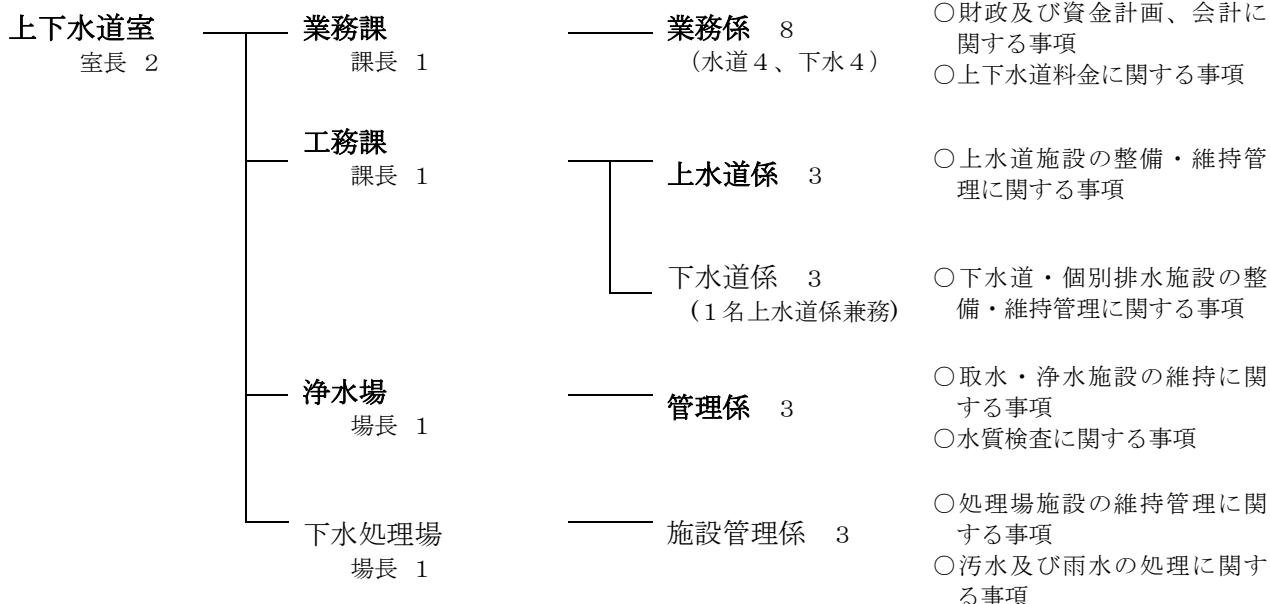 上下水道室
室長 2
業務課
課長 1
業務係 8
(水道4、下水4)
○財政及び資金計画、会計に
関する事項
○上下水道料金に関する事項
工務課
課長 1
上水道係 3
○上水道施設の整備・維持管
理に関する事項
下水道係 3
(1名上水道係兼務)
○下水道・個別排水施設の整
備・維持管理に関する事項
浄水場
場長 1
管理係 3
○取水・浄水施設の維持に関
する事項
○水質検査に関する事項
下水処理場
場長 1
施設管理係 3
○処理場施設の維持管理に関
する事項
○汚水及び雨水の処理に関す
る事項